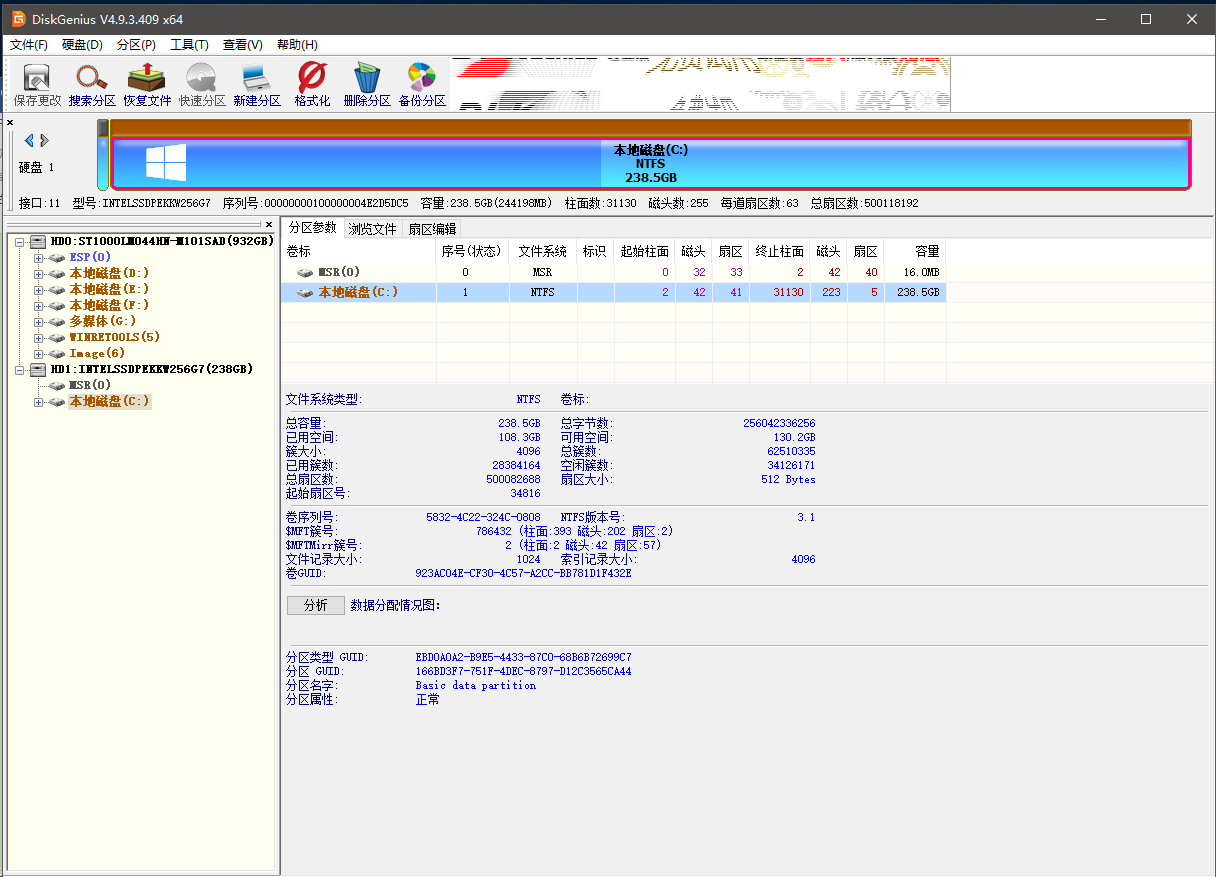 DiskGenius V4.9.3.409 x64
文件(F) 硬盘(D) 分区(P) 工具(T) 查看(V) 帮助(H)
保存更改 搜索分区 恢复文件 快速分区 新建分区 格式化 删除分区 备份分区
硬盘 1
本地磁盘(C:)
NTFS
238.5GB
接口:11 型号:INTELSSDPEKKW256G7 序列号:00000000100000004E2D5DC5 容量:238.5GB(244198MB) 柱面数:31130 磁头数:255 每道扇区数:63 总扇区数:500118192
HD0:ST1000LM044HN-M101SAD(932GB)
ESP(0)
本地磁盘(D:)
本地磁盘(E:)
本地磁盘(F:)
多媒体(G:)
WINRETOOLS(5)
Image(6)
HD1:INTELSSDPEKKW256G7(238GB)
MSR(0)
本地磁盘(C:)
分区参数 浏览文件 扇区编辑
卷标 序号(状态) 文件系统 标识 起始柱面 磁头 扇区 终止柱面 磁头 扇区 容量
MSR(0) 0 MSR 0 32 33 2 42 40 16.0MB
本地磁盘(C:) 1 NTFS 2 42 41 31130 223 5 238.5GB
文件系统类型: NTFS 卷标:
总容量: 238.5GB 总字节数: 256042336256
已用空间: 108.3GB 可用空间: 130.2GB
簇大小: 4096 总簇数: 62510335
已用簇数: 28384164 空闲簇数: 34126171
总扇区数: 500082688 扇区大小: 512 Bytes
起始扇区号: 34816
卷序列号: 5832-4C22-324C-0808 NTFS版本号: 3.1
$MFT簇号: 786432 (柱面:393 磁头:202 扇区:2)
$MFTMirr簇号: 2 (柱面:2 磁头:42 扇区:57)
文件记录大小: 1024 索引记录大小: 4096
卷GUID: 923AC04E-CF30-4C57-A2CC-BB781D1F432E
分析 数据分配情况图:
分区类型 GUID: EBD0A0A2-B9E5-4433-87C0-68B6B72699C7
分区 GUID: 166BD3F7-751F-4DEC-8797-D12C3565CA44
分区名字: Basic data partition
分区属性: 正常